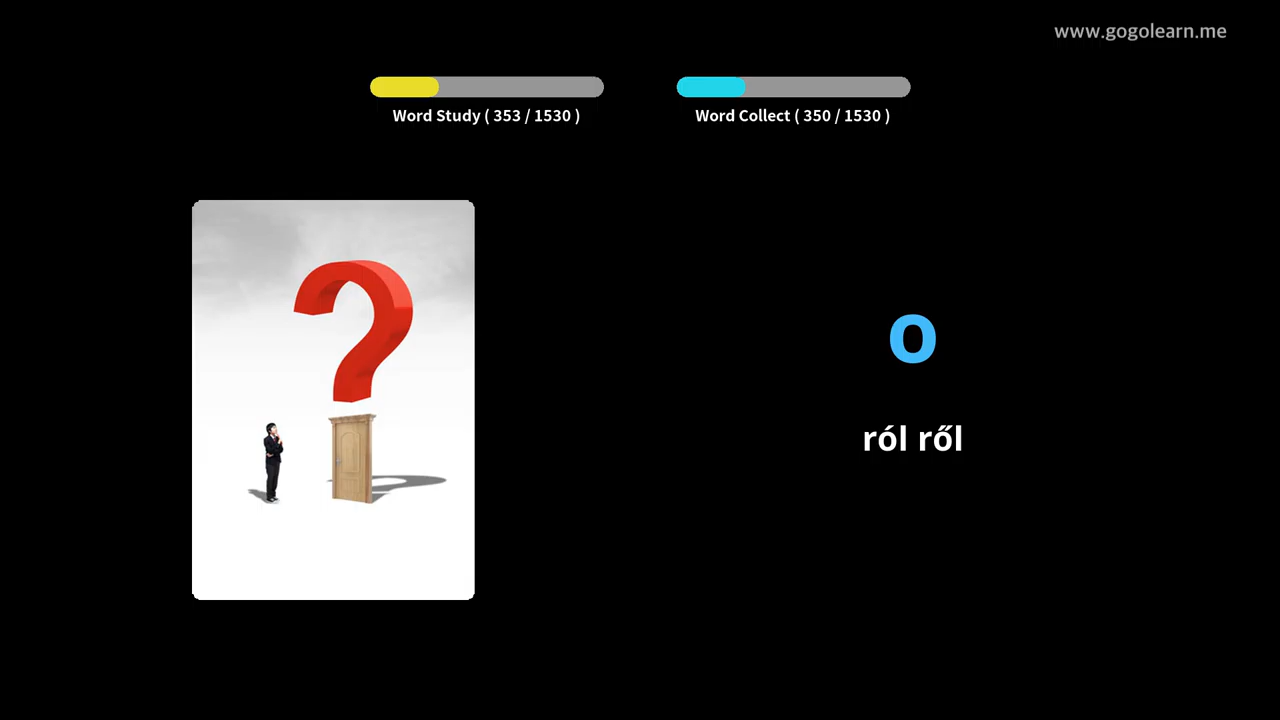 www.gogolearn.me
Word Study ( 353 / 1530 )
Word Collect ( 350 / 1530 )
?
o
ról ről